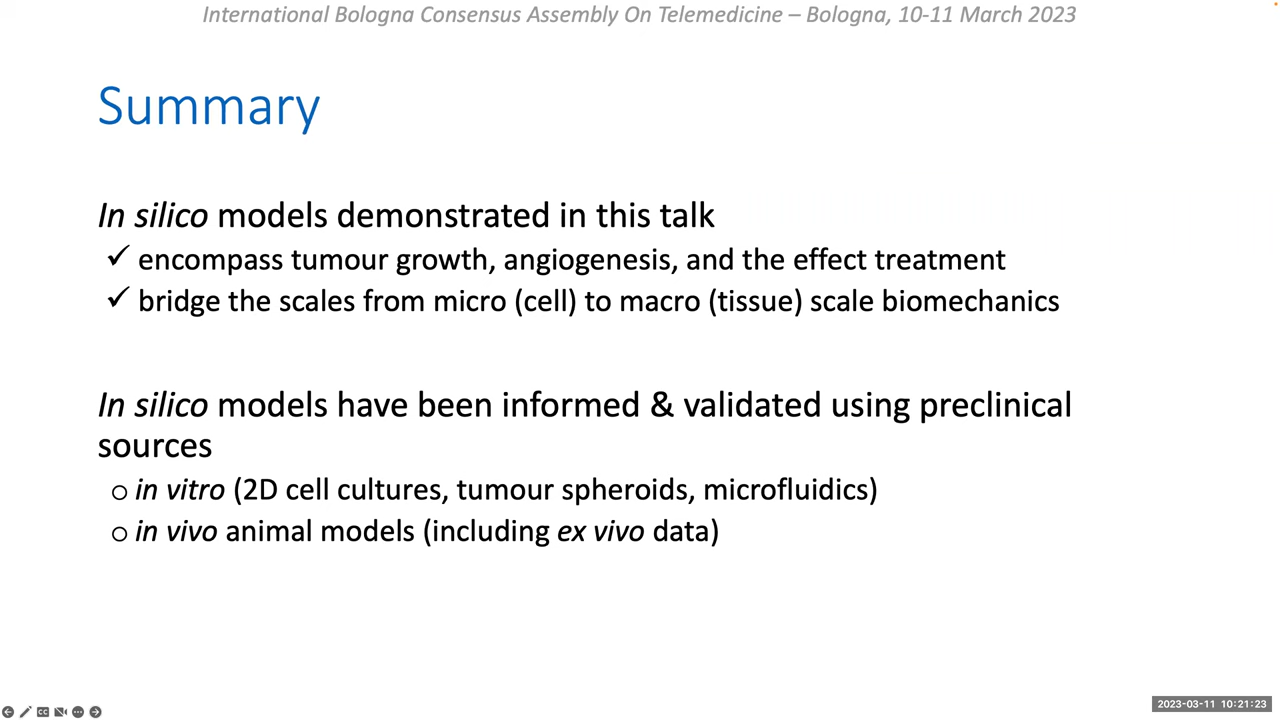 International Bologna Consensus Assembly On Telemedicine – Bologna, 10-11 March 2023
Summary
In silico models demonstrated in this talk
✓ encompass tumour growth, angiogenesis, and the effect treatment
✓ bridge the scales from micro (cell) to macro (tissue) scale biomechanics
In silico models have been informed & validated using preclinical
sources
o in vitro (2D cell cultures, tumour spheroids, microfluidics)
o in vivo animal models (including ex vivo data)
CC
2023-03-11 10:21:23